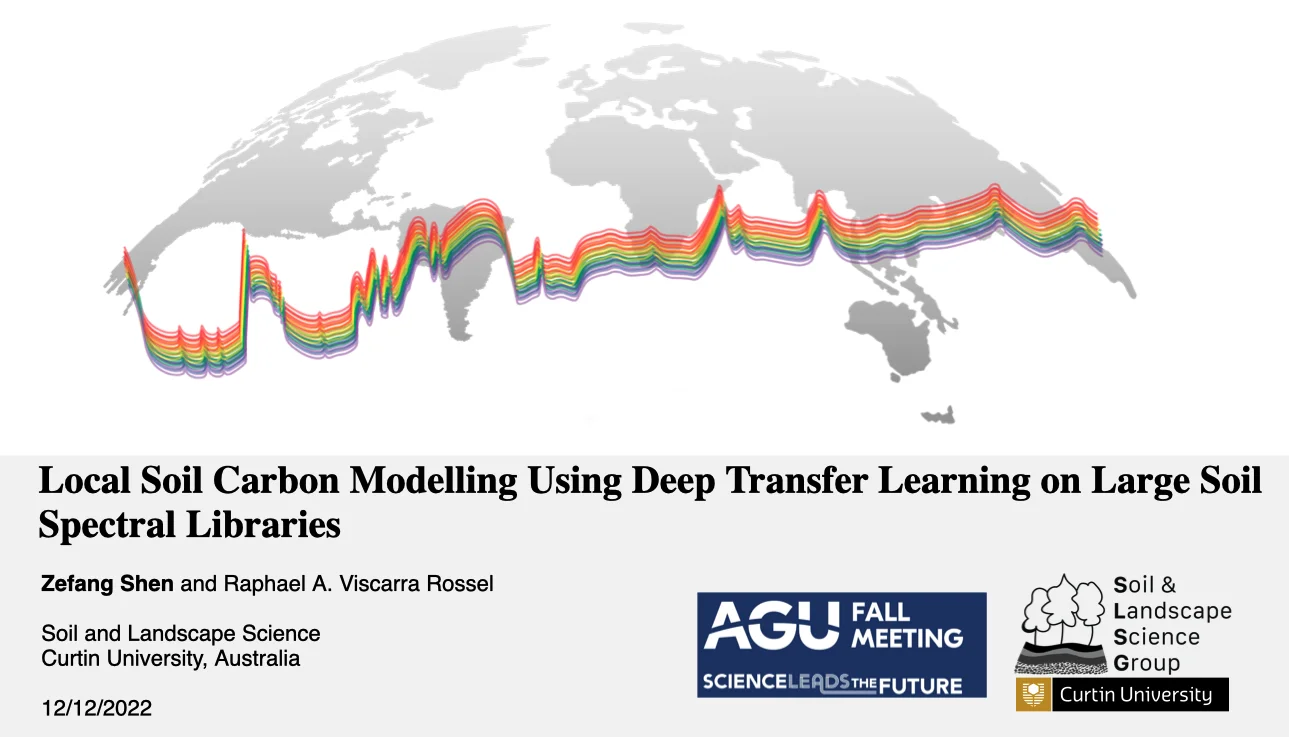 Local Soil Carbon Modelling Using Deep Transfer Learning on Large Soil
Spectral Libraries
Zefang Shen and Raphael A. Viscarra Rossel
Soil and Landscape Science
Curtin University, Australia
12/12/2022
AGU FALL
MEETING
SCIENCE LEADS THE FUTURE
Soil &
Landscape
Science
Group
Curtin University